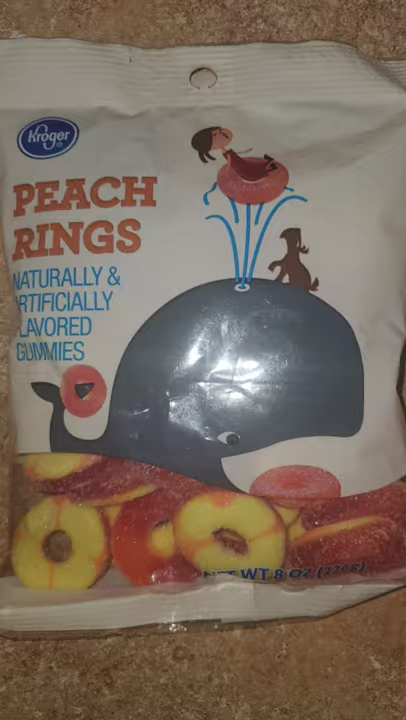 Kroger®
PEACH
RINGS
NATURALLY &
ARTIFICIALLY
FLAVORED
GUMMIES
NET WT 8 OZ (226g)